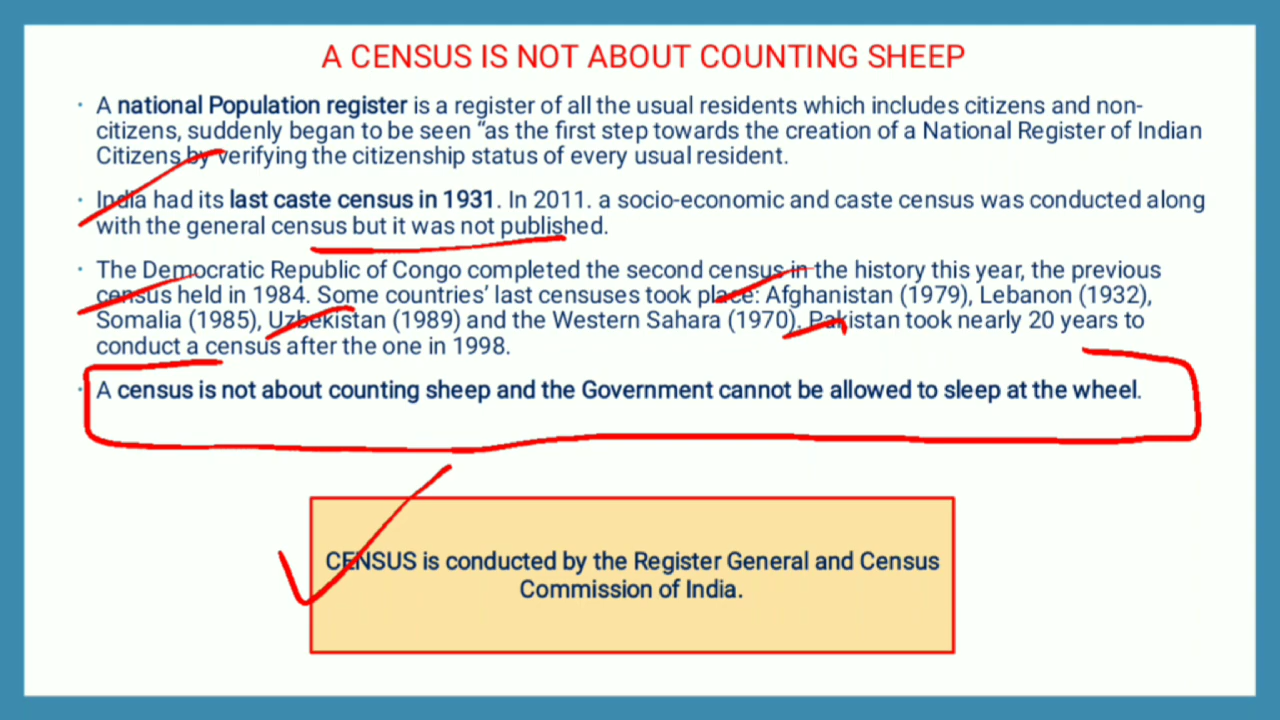 A CENSUS IS NOT ABOUT COUNTING SHEEP
· A national Population register is a register of all the usual residents which includes citizens and non-
citizens, suddenly began to be seen “as the first step towards the creation of a National Register of Indian
Citizens by verifying the citizenship status of every usual resident.
· India had its last caste census in 1931. In 2011. a socio-economic and caste census was conducted along
with the general census but it was not published.
· The Democratic Republic of Congo completed the second census in the history this year, the previous
census held in 1984. Some countries’ last censuses took place: Afghanistan (1979), Lebanon (1932),
Somalia (1985), Uzbekistan (1989) and the Western Sahara (1970). Pakistan took nearly 20 years to
conduct a census after the one in 1998.
· A census is not about counting sheep and the Government cannot be allowed to sleep at the wheel.
CENSUS is conducted by the Register General and Census
Commission of India.